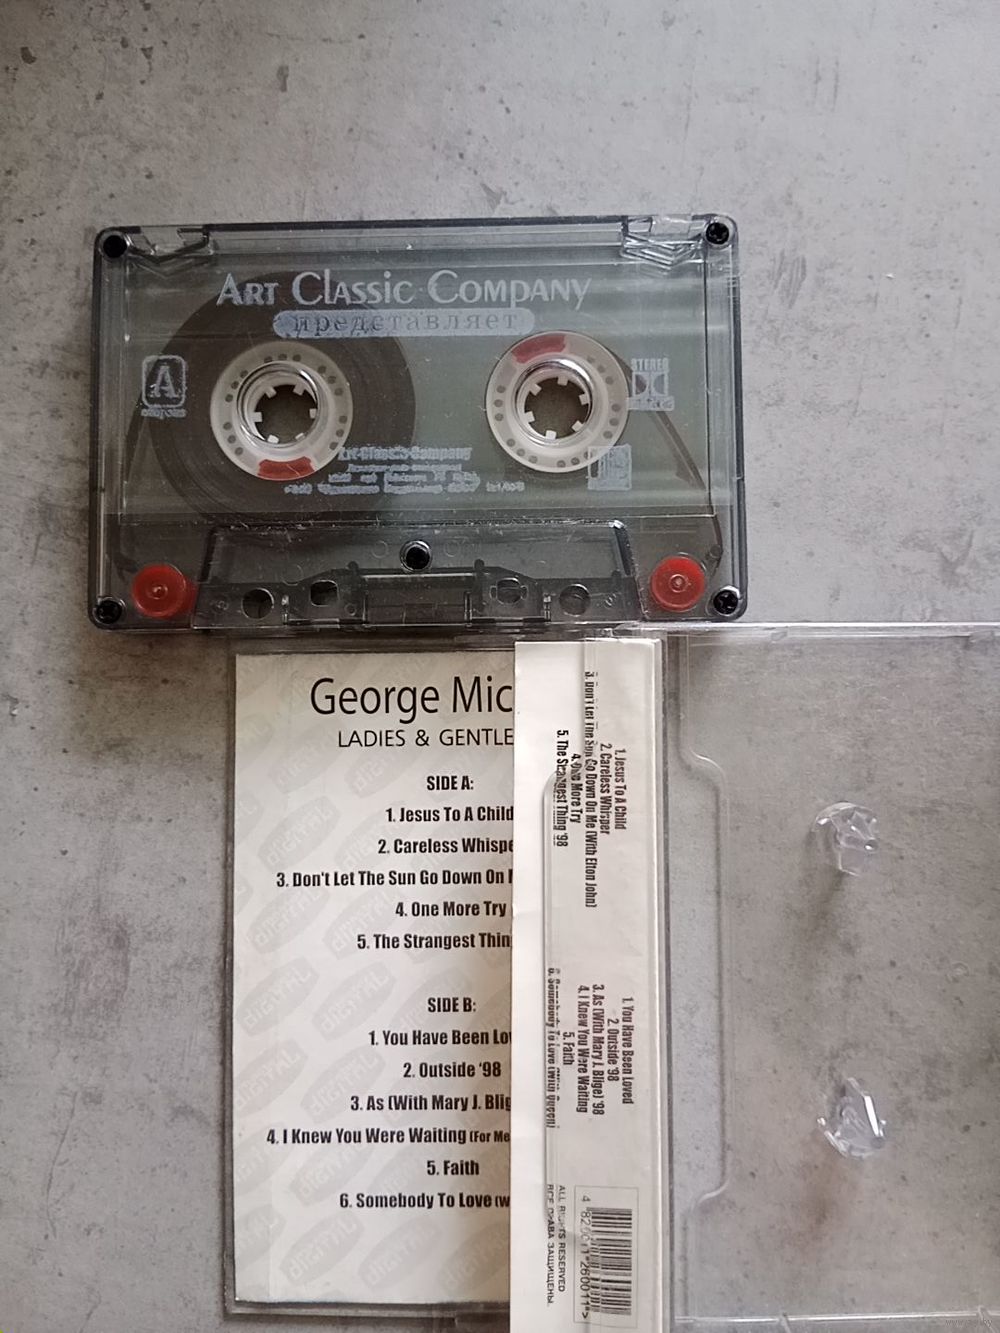 ART CLASSIC COMPANY
представляет
A
STEREO
Art Classic Company
George Mic
LADIES & GENTLE
SIDE A:
1. Jesus To A Child
2. Careless Whispe
3. Don't Let The Sun Go Down On
4. One More Try
5. The Strangest Thin
SIDE B:
1. You Have Been Lo
2. Outside '98
3. As (With Mary J. Blig
4. I Knew You Were Waiting (For Me
5. Faith
6. Somebody To Love (W
1. Jesus To A Child
2. Careless Whisper
3. Don't Let The Sun Go Down On Me (With Elton John)
4. One More Try
5. The Strangest Thing '98
1. You Have Been Loved
2. Outside '98
3. As (With Mary J. Blige) '98
4. I Knew You Were Waiting
5. Faith
6. Somebody To Love (With Queen)
ALL RIGHTS RESERVED
ВСЕ ПРАВА ЗАЩИЩЕНЫ.